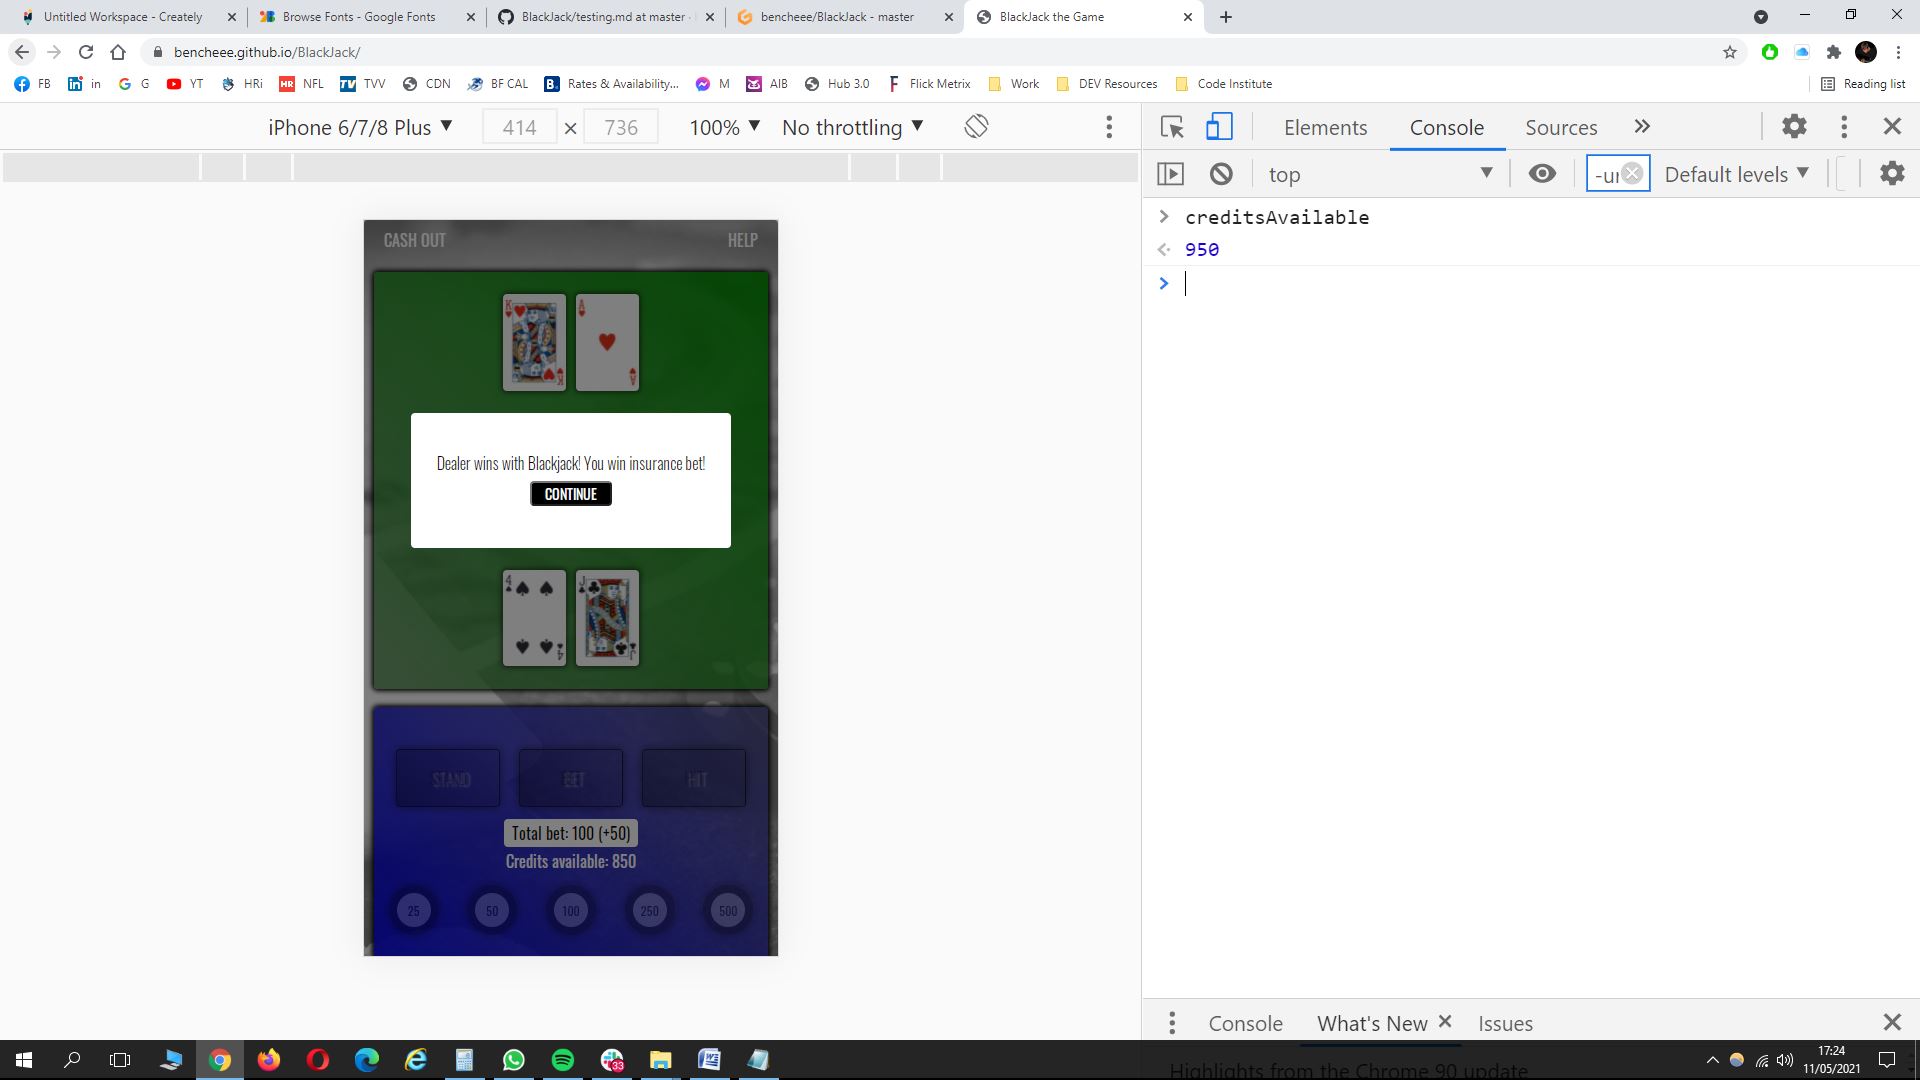 Untitled Workspace - Creately
Browse Fonts - Google Fonts
BlackJack/testing.md at master ·
bencheee/BlackJack - master
BlackJack the Game
bencheee.github.io/BlackJack/
FB
in
G
YT
HRi
HR NFL
TV TVV
CDN
BF CAL
B. Rates & Availability...
M
AIB
Hub 3.0
F Flick Metrix
Work
DEV Resources
Code Institute
Reading list
iPhone 6/7/8 Plus
414 × 736
100%
No throttling
Elements
Console
Sources
top
Default levels
creditsAvailable
950
CASH OUT
HELP
K
A
Dealer wins with Blackjack! You win insurance bet!
CONTINUE
4
J
STAND
BET
HIT
Total bet: 100 (+50)
Credits available: 850
25
50
100
250
500
Console
What's New
Issues
Highlights from the Chrome 90 update
33
17:24
11/05/2021